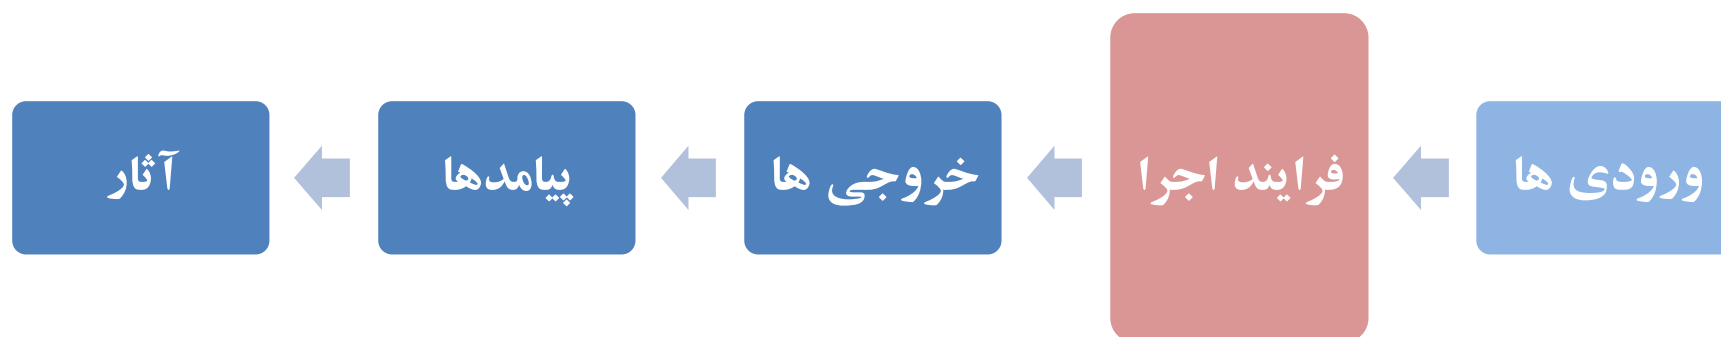 ورودی ها
فرایند اجرا
خروجی ها
پیامدها
آثار